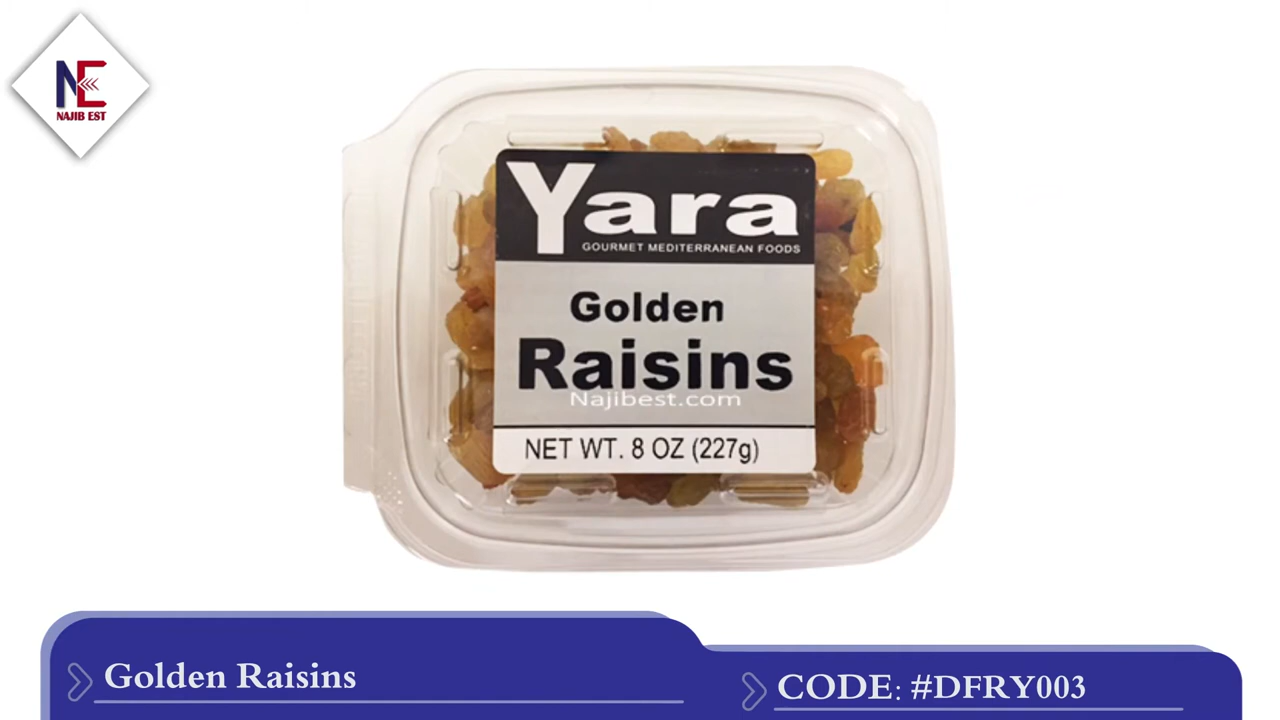 NE
NAJIB EST
Yara
GOURMET MEDITERRANEAN FOODS
Golden
Raisins
Najibest.com
NET WT. 8 OZ (227g)
Golden Raisins
CODE: #DFRY003